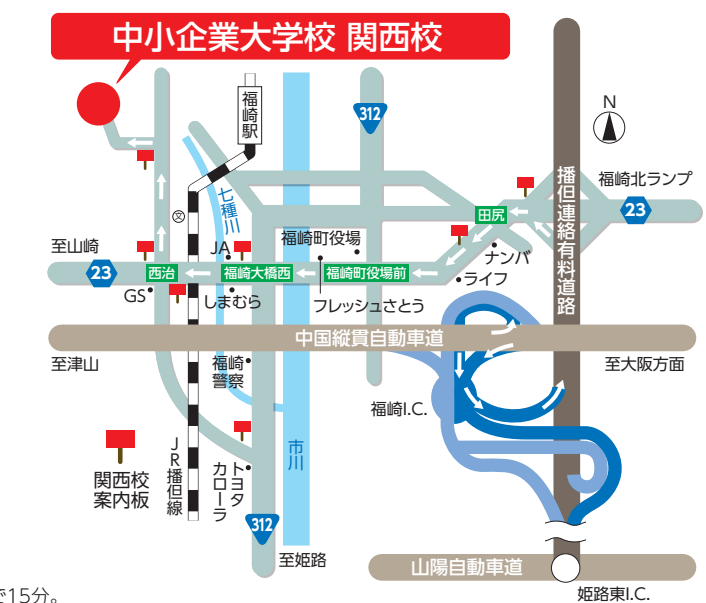 中小企業大学校 関西校
312
福崎駅
N
播但連絡有料道路
福崎北ランプ
23
田尻
七種川
文
至山崎
JA
福崎町役場
ナンバ
23
西治
福崎大橋西
福崎町役場前
ライフ
GS
しまむら
フレッシュさとう
中国縦貫自動車道
至津山
福崎
警察
至大阪方面
福崎I.C.
関西校
案内板
JR播但線
トヨタ
カローラ
市川
312
至姫路
山陽自動車道
姫路東I.C.
で15分。